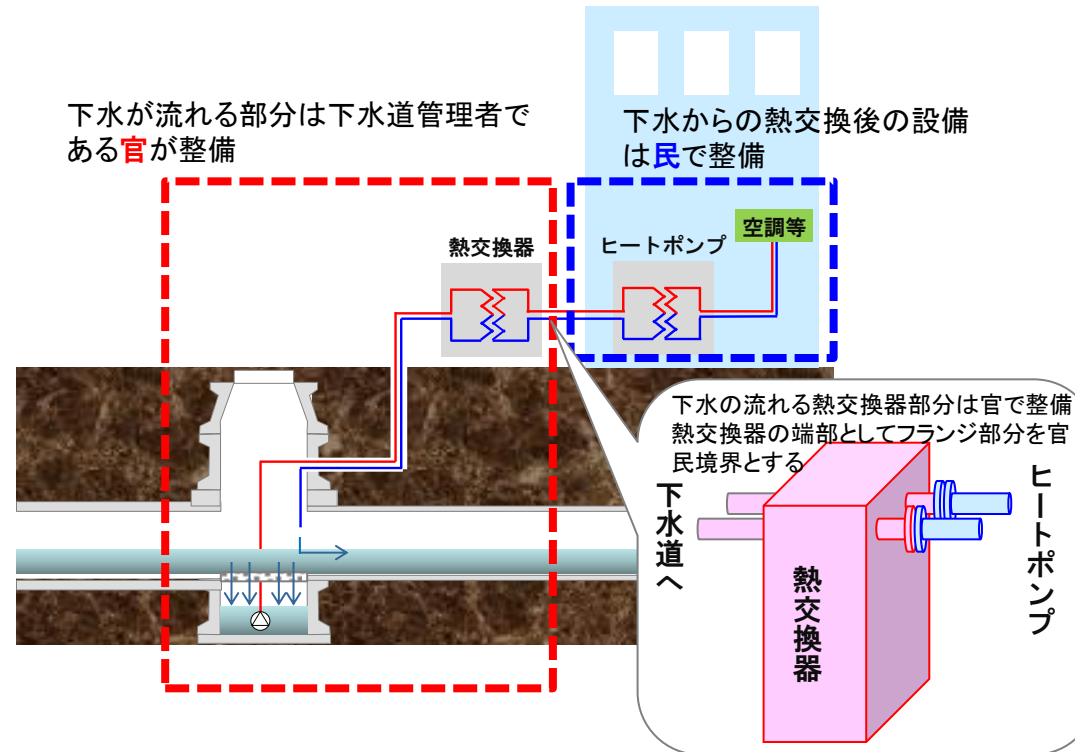 下水が流れる部分は下水道管理者で
ある官が整備
下水からの熱交換後の設備
は民で整備
空調等
熱交換器
ヒートポンプ
下水の流れる熱交換器部分は官で整備
熱交換器の端部としてフランジ部分を官
民境界とする
下水道へ
熱交換器
ヒートポンプ